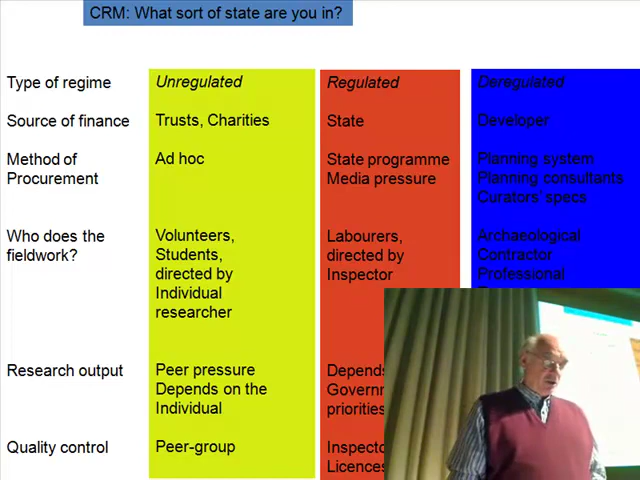 CRM: What sort of state are you in?
Type of regime Unregulated Regulated Deregulated
Source of finance Trusts, Charities State Developer
Method of Ad hoc State programme Planning system
Procurement Media pressure Planning consultants
Curators' specs
Who does the Volunteers, Labourers, Archaeological
fieldwork? Students, directed by Contractor
directed by Inspector Professional
Individual
researcher
Research output Peer pressure Depends
Depends on the Governm
Individual priorities
Quality control Peer-group Inspecto
Licences